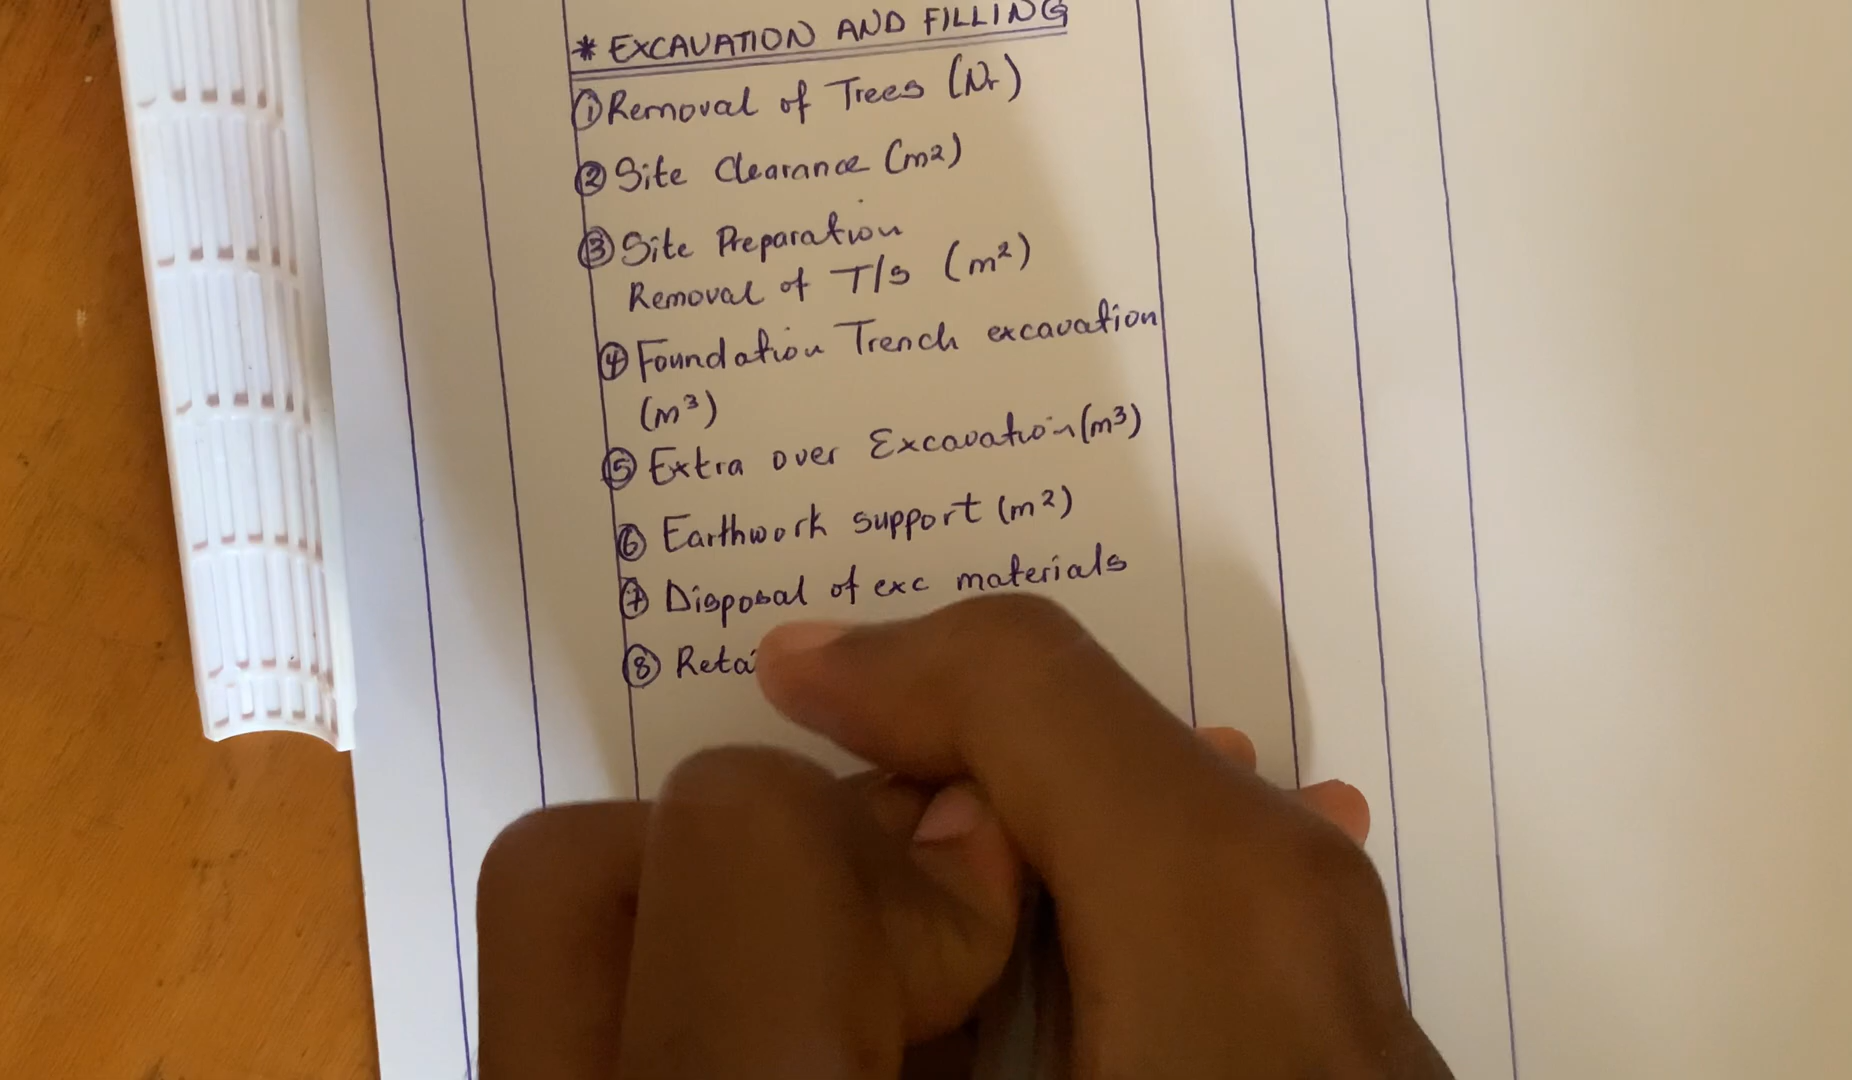 * EXCAVATION AND FILLING
① Removal of Trees (Nr)
② Site Clearance (m2)
③ Site Preparation
Removal of T/s (m²)
④ Foundation Trench excavation
(m³)
⑤ Extra over Excavation (m³)
⑥ Earthwork support (m²)
⑦ Disposal of exc materials
⑧ Reta